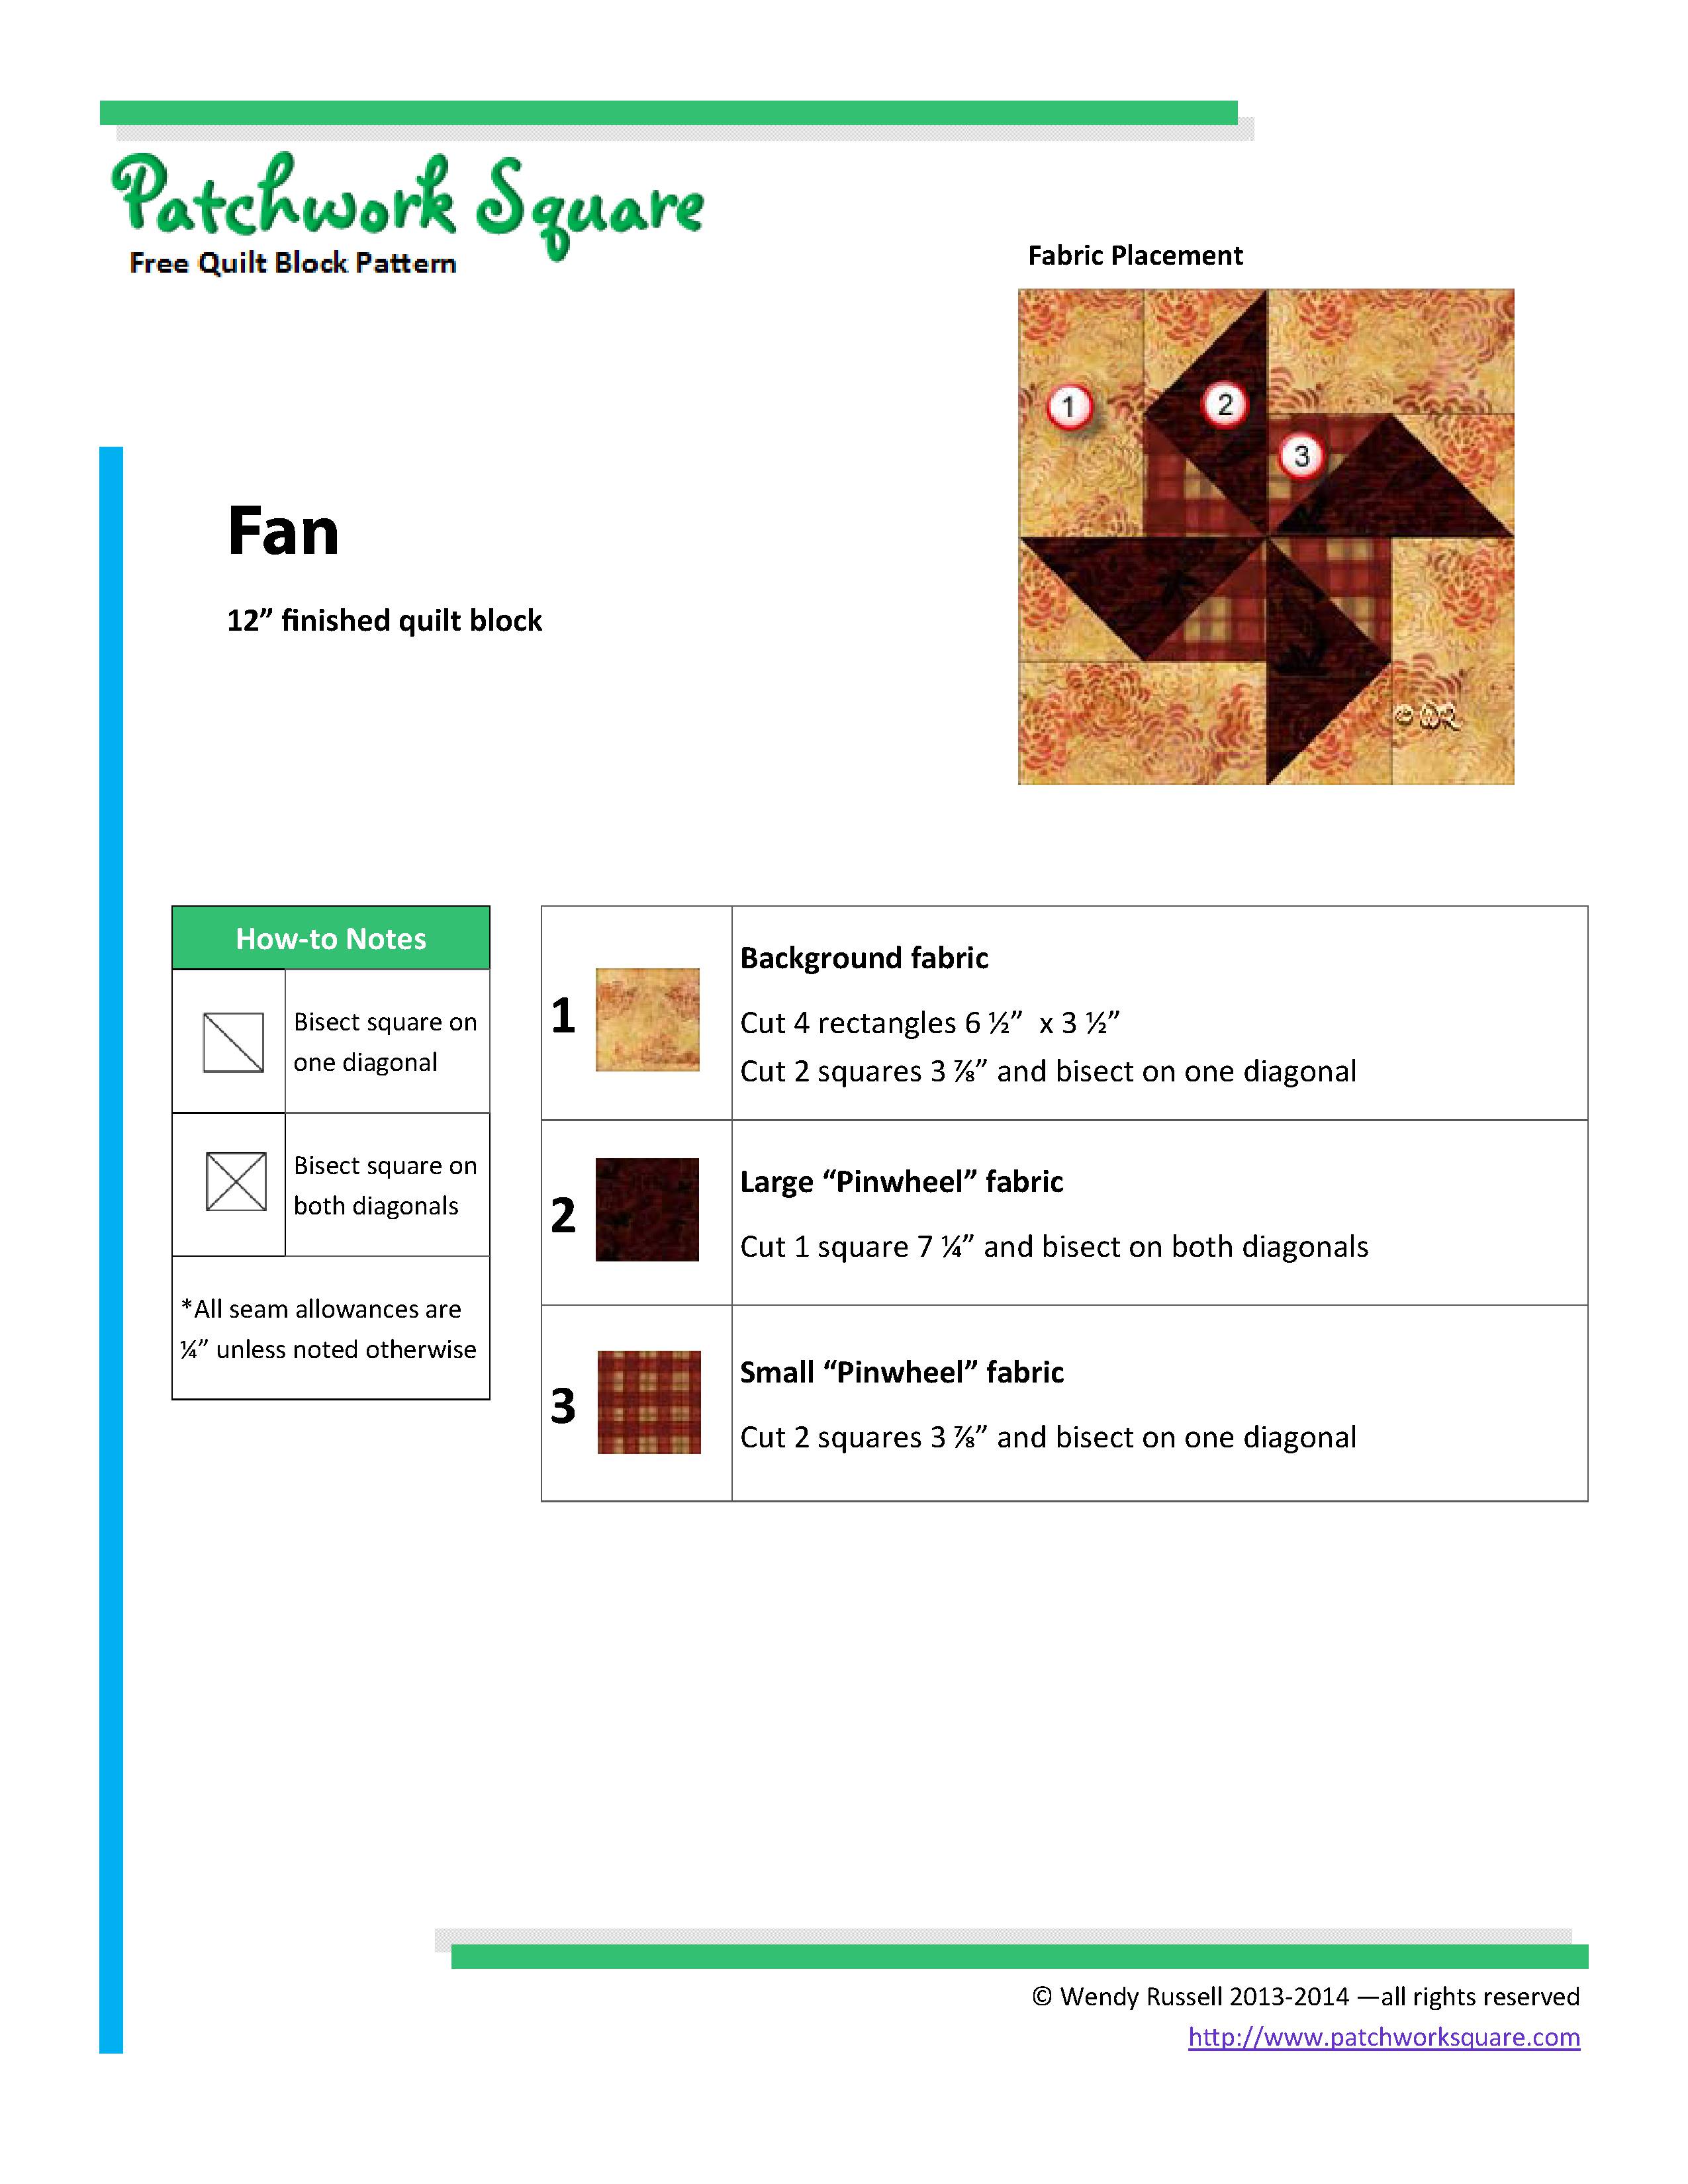 Patchwork Square
Free Quilt Block Pattern
Fabric Placement
1
2
3
© WR
Fan
12” finished quilt block
How-to Notes
Bisect square on
one diagonal
Bisect square on
both diagonals
*All seam allowances are
¼” unless noted otherwise
1
Background fabric
Cut 4 rectangles 6 ½”  x 3 ½”
Cut 2 squares 3 ⅞” and bisect on one diagonal
2
Large “Pinwheel” fabric
Cut 1 square 7 ¼” and bisect on both diagonals
3
Small “Pinwheel” fabric
Cut 2 squares 3 ⅞” and bisect on one diagonal
© Wendy Russell 2013-2014 —all rights reserved
http://www.patchworksquare.com